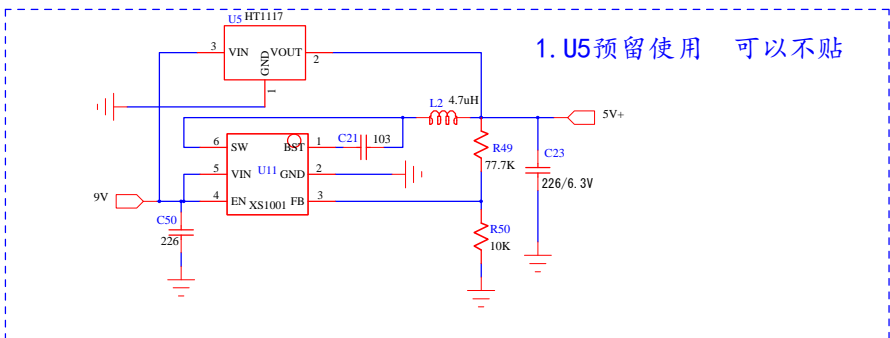 U5 HT1117
1.U5预留使用 可以不贴
3 VIN VOUT 2
GND
1
L2 4.7uH
5V+
C21 103
6 SW BST 1
R49
77.7K
C23
226/6.3V
5 VIN U11 GND 2
9V
4 EN FB 3
XS1001
C50
226
R50
10K